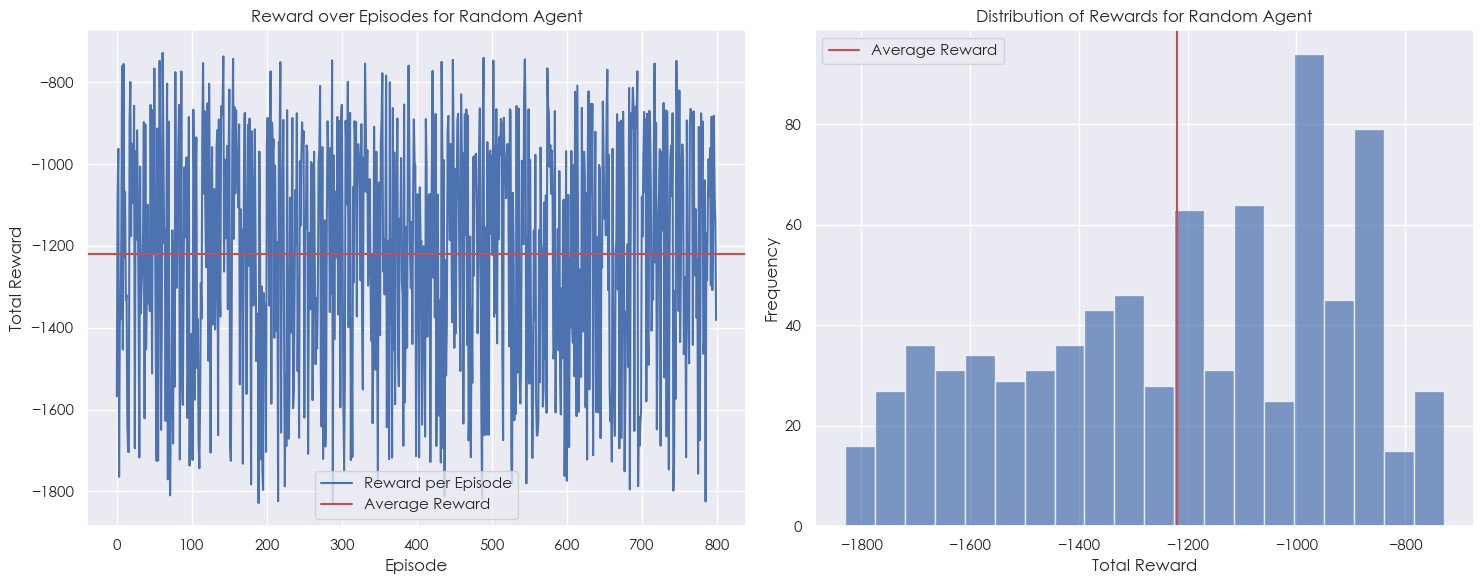 Reward over Episodes for Random Agent
Total Reward
−800
−1000
−1200
−1400
−1600
−1800
Reward per Episode
Average Reward
0 100 200 300 400 500 600 700 800
Episode
Distribution of Rewards for Random Agent
Average Reward
Frequency
80
60
40
20
0
−1800 −1600 −1400 −1200 −1000 −800
Total Reward